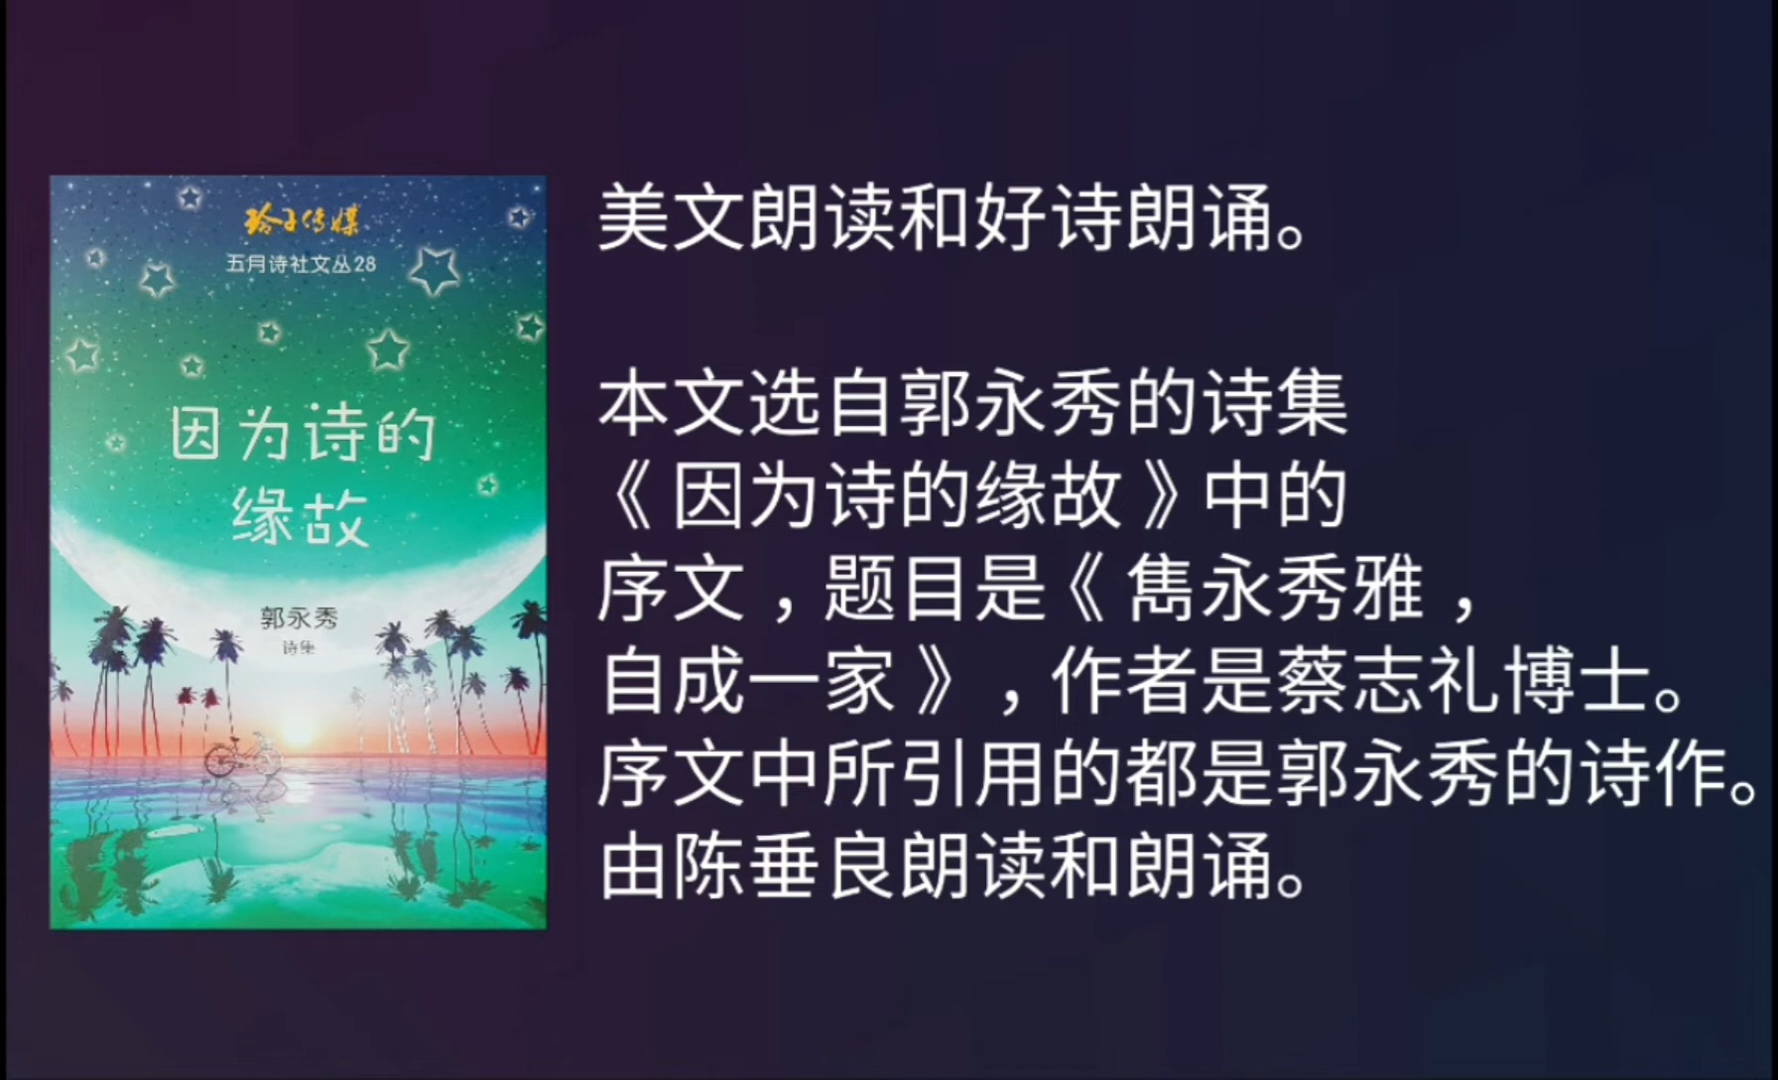 玲子传媒
五月诗社文丛28
因为诗的
缘故
郭永秀
诗集
美文朗读和好诗朗诵。
本文选自郭永秀的诗集
《因为诗的缘故》中的
序文，题目是《隽永秀雅，
自成一家》，作者是蔡志礼博士。
序文中所引用的都是郭永秀的诗作。
由陈垂良朗读和朗诵。